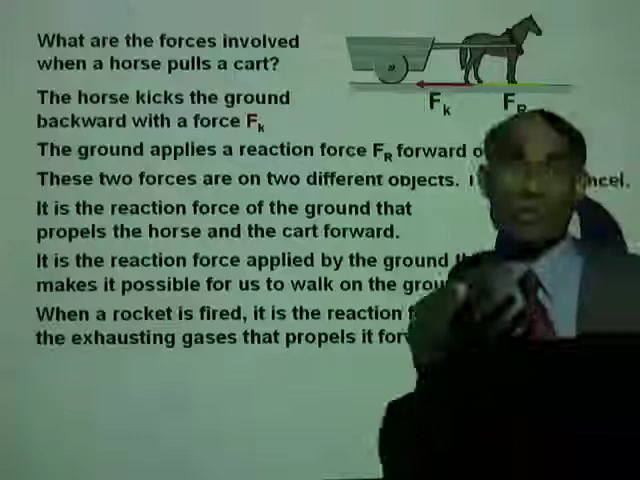 What are the forces involved
when a horse pulls a cart?
Fk
FR
The horse kicks the ground
backward with a force Fk
The ground applies a reaction force FR forward
These two forces are on two different objects.
It is the reaction force of the ground that
propels the horse and the cart forward.
It is the reaction force applied by the ground
makes it possible for us to walk on the
When a rocket is fired, it is the reaction
the exhausting gases that propels it